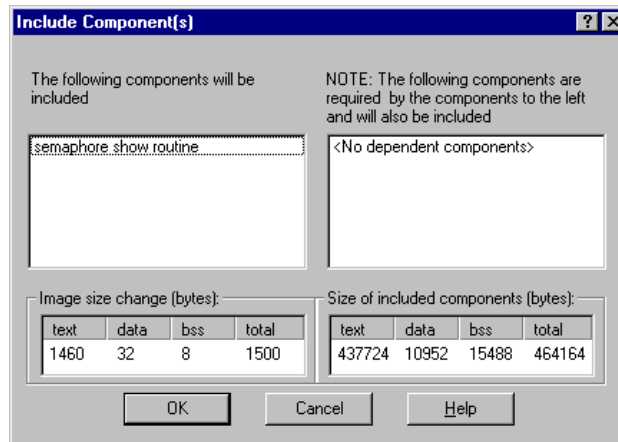 Include Component(s)
The following components will be
included
NOTE: The following components are
required by the components to the left
and will also be included
semaphore show routine
<No dependent components>
Image size change (bytes):
text data bss total
1460 32 8 1500
Size of included components (bytes):
text data bss total
437724 10952 15488 464164
OK Cancel Help